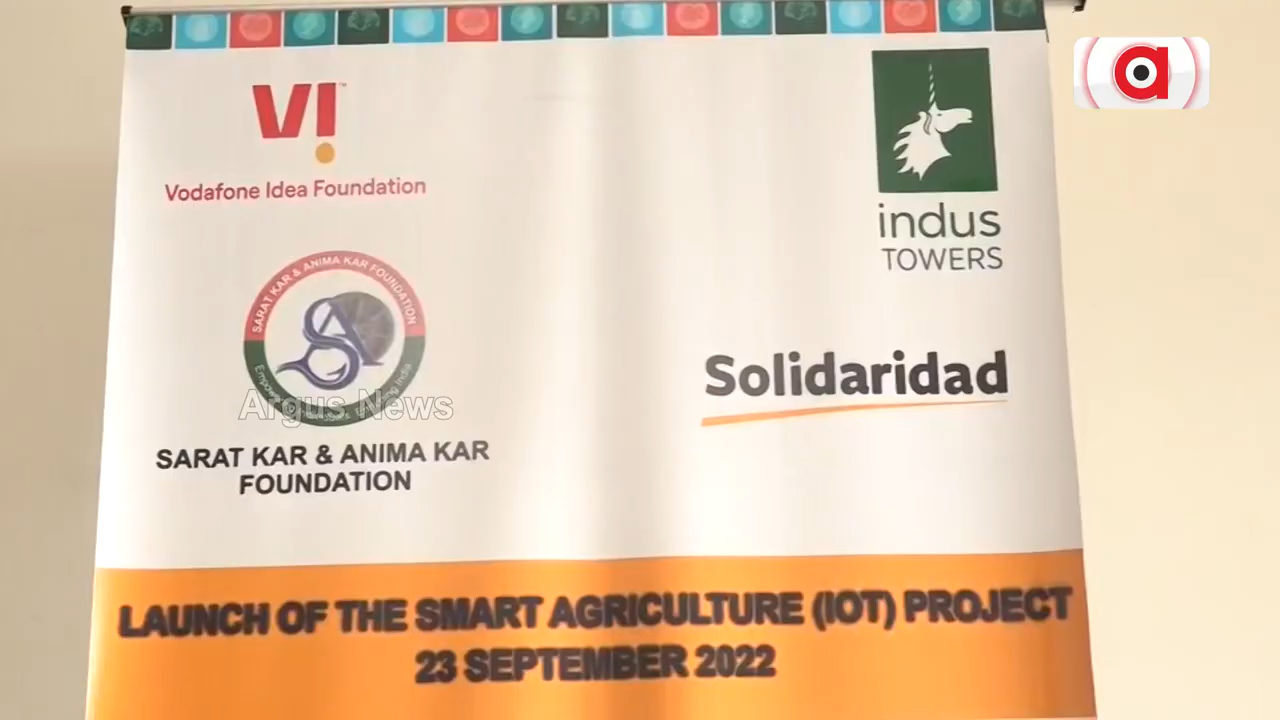 VI
Vodafone Idea Foundation
indus
TOWERS
SARAT KAR & ANIMA KAR FOUNDATION
SA
Solidaridad
Argus News
SARAT KAR & ANIMA KAR
FOUNDATION
LAUNCH OF THE SMART AGRICULTURE (IOT) PROJECT
23 SEPTEMBER 2022
a